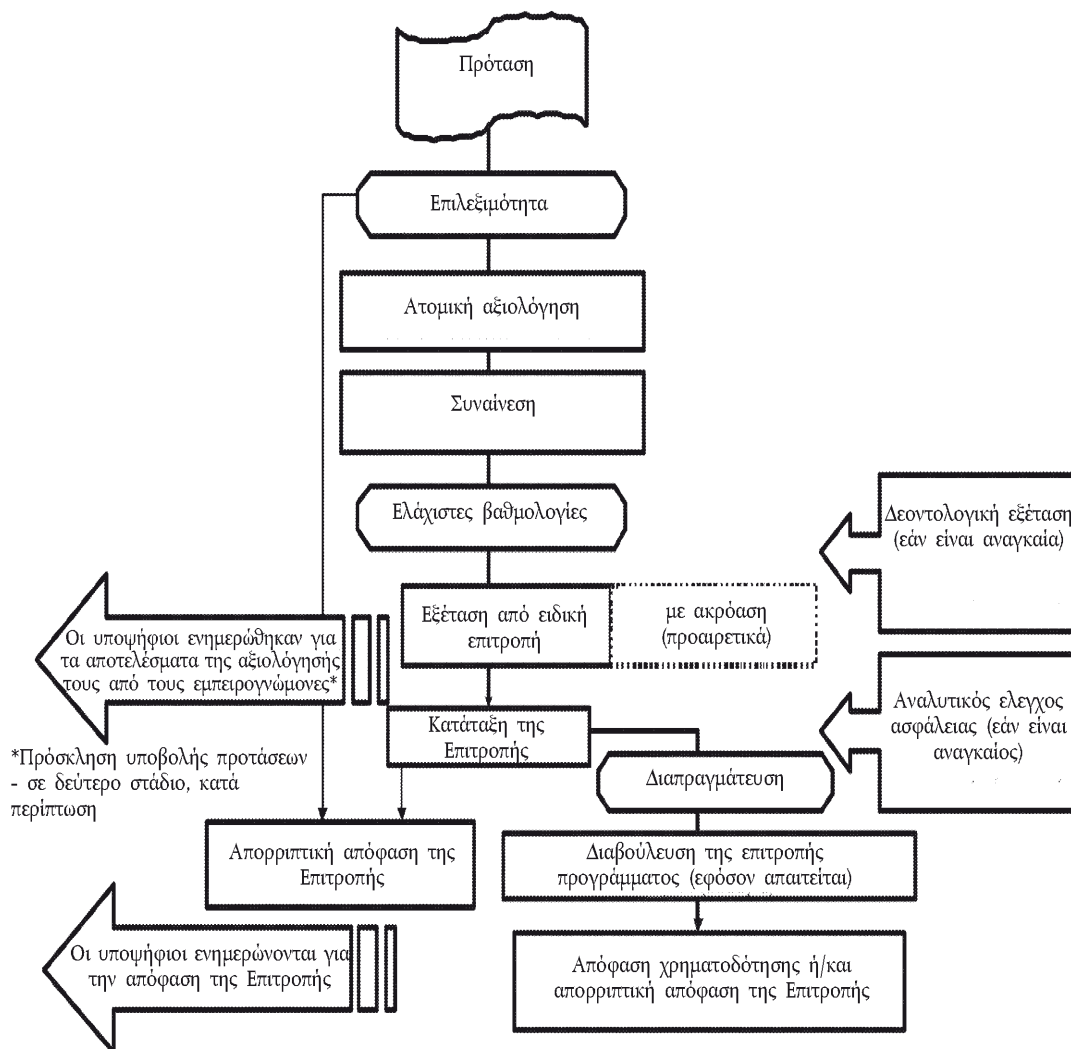 Πρόταση
Επιλεξιμότητα
Ατομική αξιολόγηση
Συναίνεση
Ελάχιστες βαθμολογίες
Δεοντολογική εξέταση
(εάν είναι αναγκαία)
Εξέταση από ειδική
επιτροπή
με ακρόαση
(προαιρετικά)
Οι υποψήφιοι ενημερώθηκαν για
τα αποτελέσματα της αξιολόγησής
τους από τους εμπειρογνώμονες*
Αναλυτικός ελεγχος
ασφάλειας (εάν είναι
αναγκαίος)
Κατάταξη της
Επιτροπής
*Πρόσκληση υποβολής προτάσεων
- σε δεύτερο στάδιο, κατά
περίπτωση
Διαπραγμάτευση
Απορριπτική απόφαση της
Επιτροπής
Διαβούλευση της επιτροπής
προγράμματος (εφόσον απαιτείται)
Οι υποψήφιοι ενημερώνονται για
την απόφαση της Επιτροπής
Απόφαση χρηματοδότησης ή/και
απορριπτική απόφαση της Επιτροπής